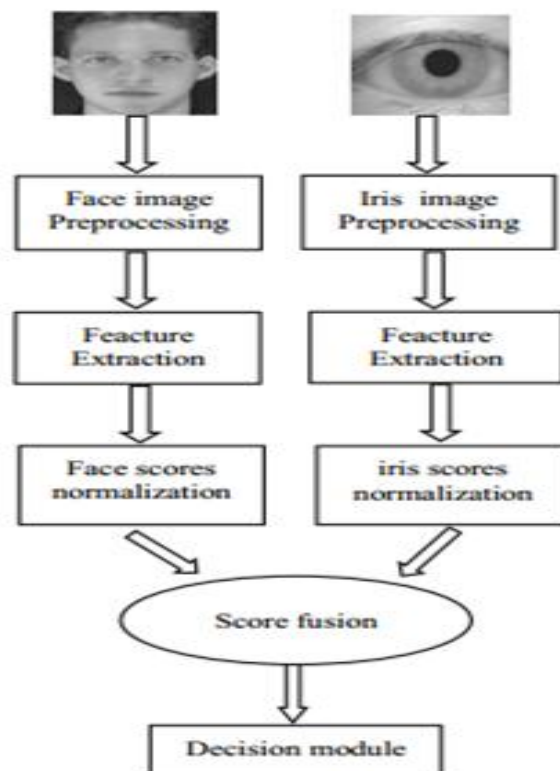 Face image
Preprocessing
Iris image
Preprocessing
Feacture
Extraction
Feacture
Extraction
Face scores
normalization
iris scores
normalization
Score fusion
Decision module